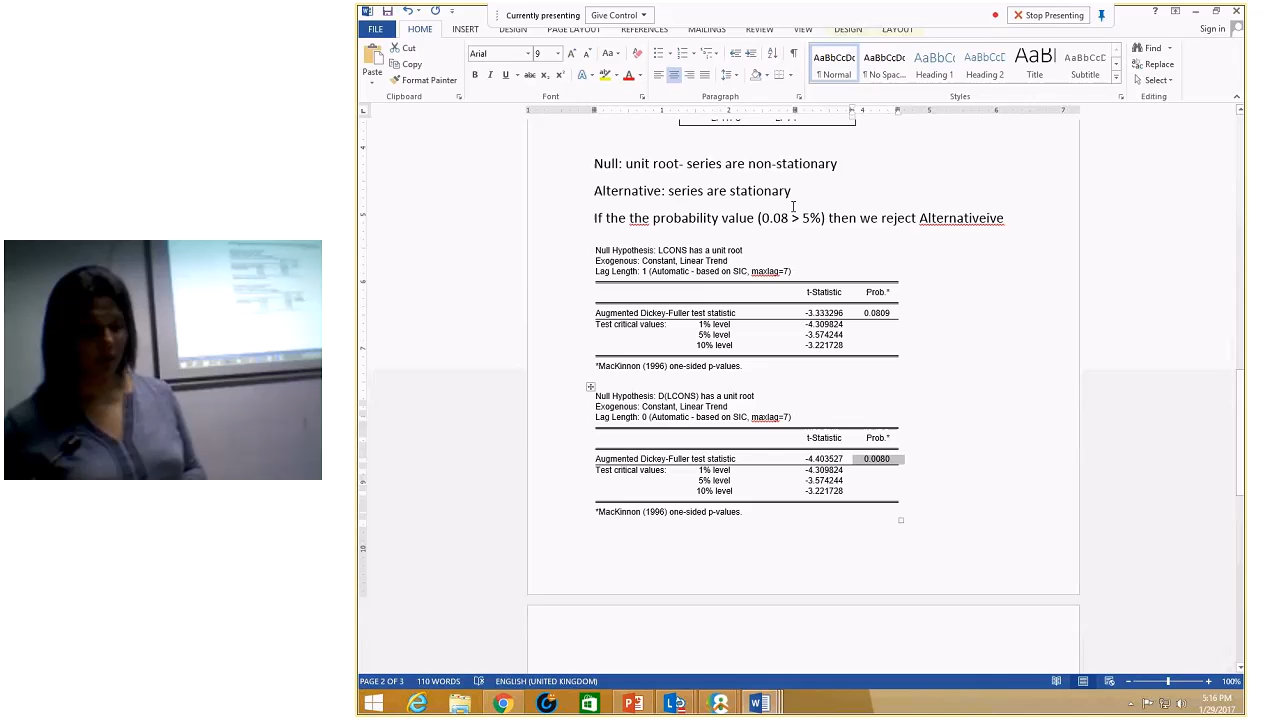 Currently presenting
Give Control
Stop Presenting
FILE
HOME
INSERT
DESIGN
PAGE LAYOUT
REFERENCES
MAILINGS
REVIEW
VIEW
DESIGN
LAYOUT
Sign in
Paste
Cut
Copy
Format Painter
Clipboard
Arial
9
Font
Paragraph
AaBbCcDc
¶ Normal
AaBbCcDc
¶ No Spac...
AaBbCc
Heading 1
AaBbCcD
Heading 2
AaBl
Title
AaBbCcD
Subtitle
Styles
Find
Replace
Select
Editing
Null: unit root- series are non-stationary
Alternative: series are stationary
If the the probability value (0.08 > 5%) then we reject Alternativeive
Null Hypothesis: LCONS has a unit root
Exogenous: Constant, Linear Trend
Lag Length: 1 (Automatic - based on SIC, maxlag=7)
t-Statistic Prob.*
Augmented Dickey-Fuller test statistic -3.333296 0.0809
Test critical values: 1% level -4.309824
5% level -3.574244
10% level -3.221728
*MacKinnon (1996) one-sided p-values.
Null Hypothesis: D(LCONS) has a unit root
Exogenous: Constant, Linear Trend
Lag Length: 0 (Automatic - based on SIC, maxlag=7)
t-Statistic Prob.*
Augmented Dickey-Fuller test statistic -4.403527 0.0080
Test critical values: 1% level -4.309824
5% level -3.574244
10% level -3.221728
*MacKinnon (1996) one-sided p-values.
PAGE 2 OF 3 110 WORDS ENGLISH (UNITED KINGDOM) 100%
5:16 PM
1/29/2017